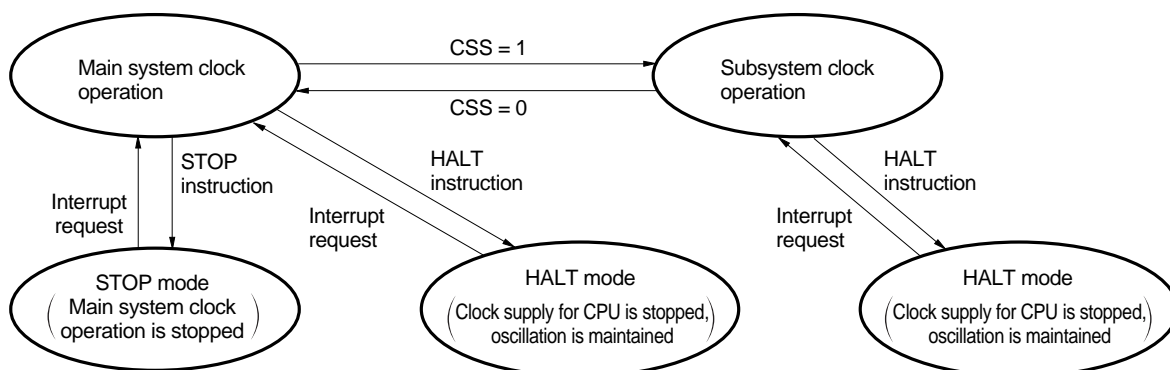 Main system clock
operation
CSS = 1
CSS = 0
Subsystem clock
operation
STOP
instruction
Interrupt
request
HALT
instruction
Interrupt
request
HALT
instruction
Interrupt
request
STOP mode
(Main system clock
operation is stopped)
HALT mode
(Clock supply for CPU is stopped,
oscillation is maintained)
HALT mode
(Clock supply for CPU is stopped,
oscillation is maintained)